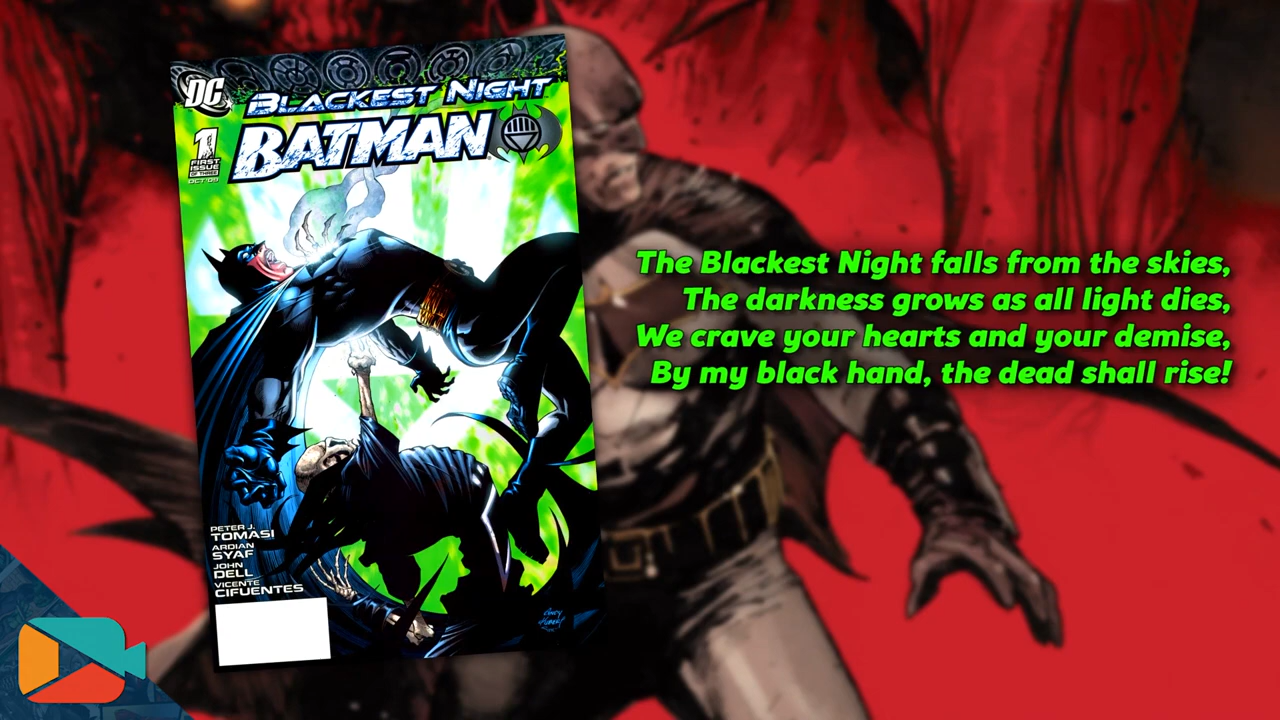 DC
BLACKEST NIGHT
BATMAN
1
FIRST
ISSUE
OF THREE
OCT '09
The Blackest Night falls from the skies,
The darkness grows as all light dies,
We crave your hearts and your demise,
By my black hand, the dead shall rise!
PETER J.
TOMASI
ARDIAN
SYAF
JOHN
DELL
VICENTE
CIFUENTES